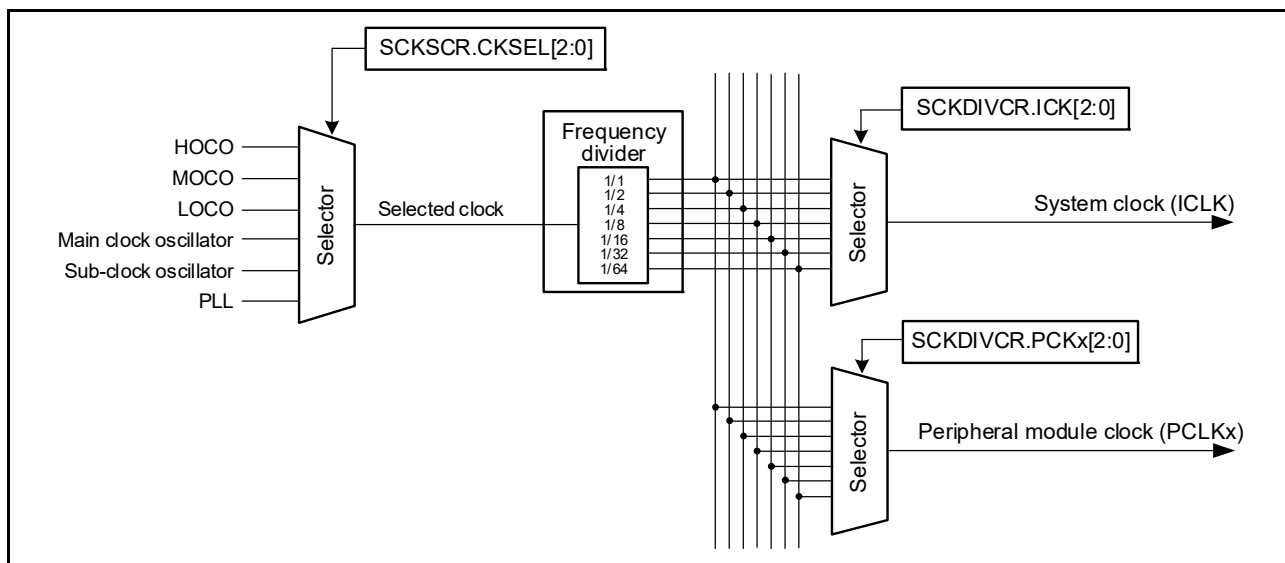 SCKSCR.CKSEL[2:0]
HOCO
MOCO
LOCO
Main clock oscillator
Sub-clock oscillator
PLL
Selector
Selected clock
Frequency
divider
1/1
1/2
1/4
1/8
1/16
1/32
1/64
SCKDIVCR.ICK[2:0]
Selector
System clock (ICLK)
SCKDIVCR.PCKx[2:0]
Selector
Peripheral module clock (PCLKx)